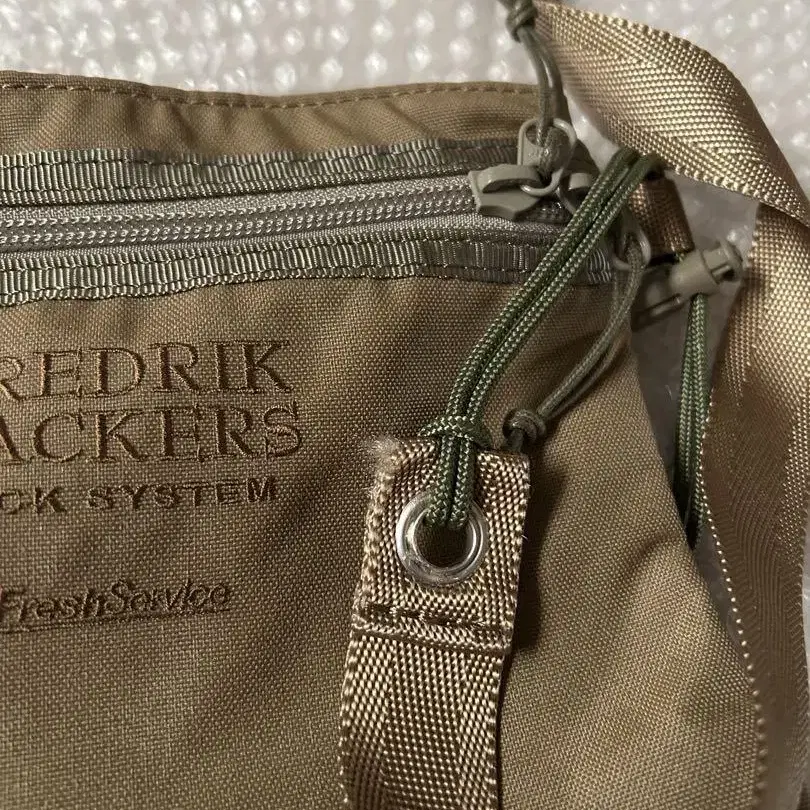 REDRIK
ACKERS
CK SYSTEM
FreshService